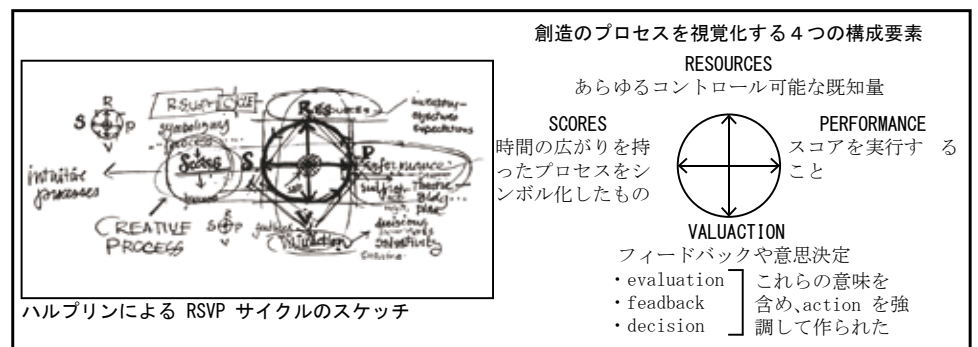 創造のプロセスを視覚化する４つの構成要素
RESOURCES
あらゆるコントロール可能な既知量
SCORES
時間の広がりを持
ったプロセスをシ
ンボル化したもの
PERFORMANCE
スコアを実行す る
こと
VALUACTION
フィードバックや意思決定
・evaluation
・feadback
・decision
これらの意味を
含め、action を強
調して作られた
R
S P
V
RSVP CYCLE
RESOURCES
objectives
expectations
symbolizing
process
Scores
S
P
Performance
intuitive
processes
CREATIVE
PROCESS
S P
V
V
Valuaction
decisions
selectivity
ハルプリンによる RSVP サイクルのスケッチ